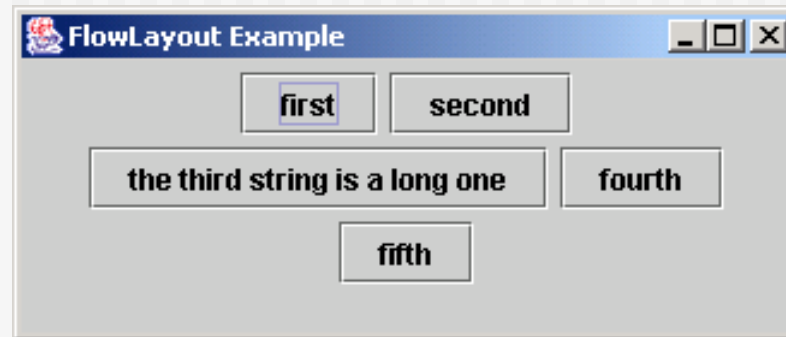 FlowLayout Example
first second
the third string is a long one fourth
fifth